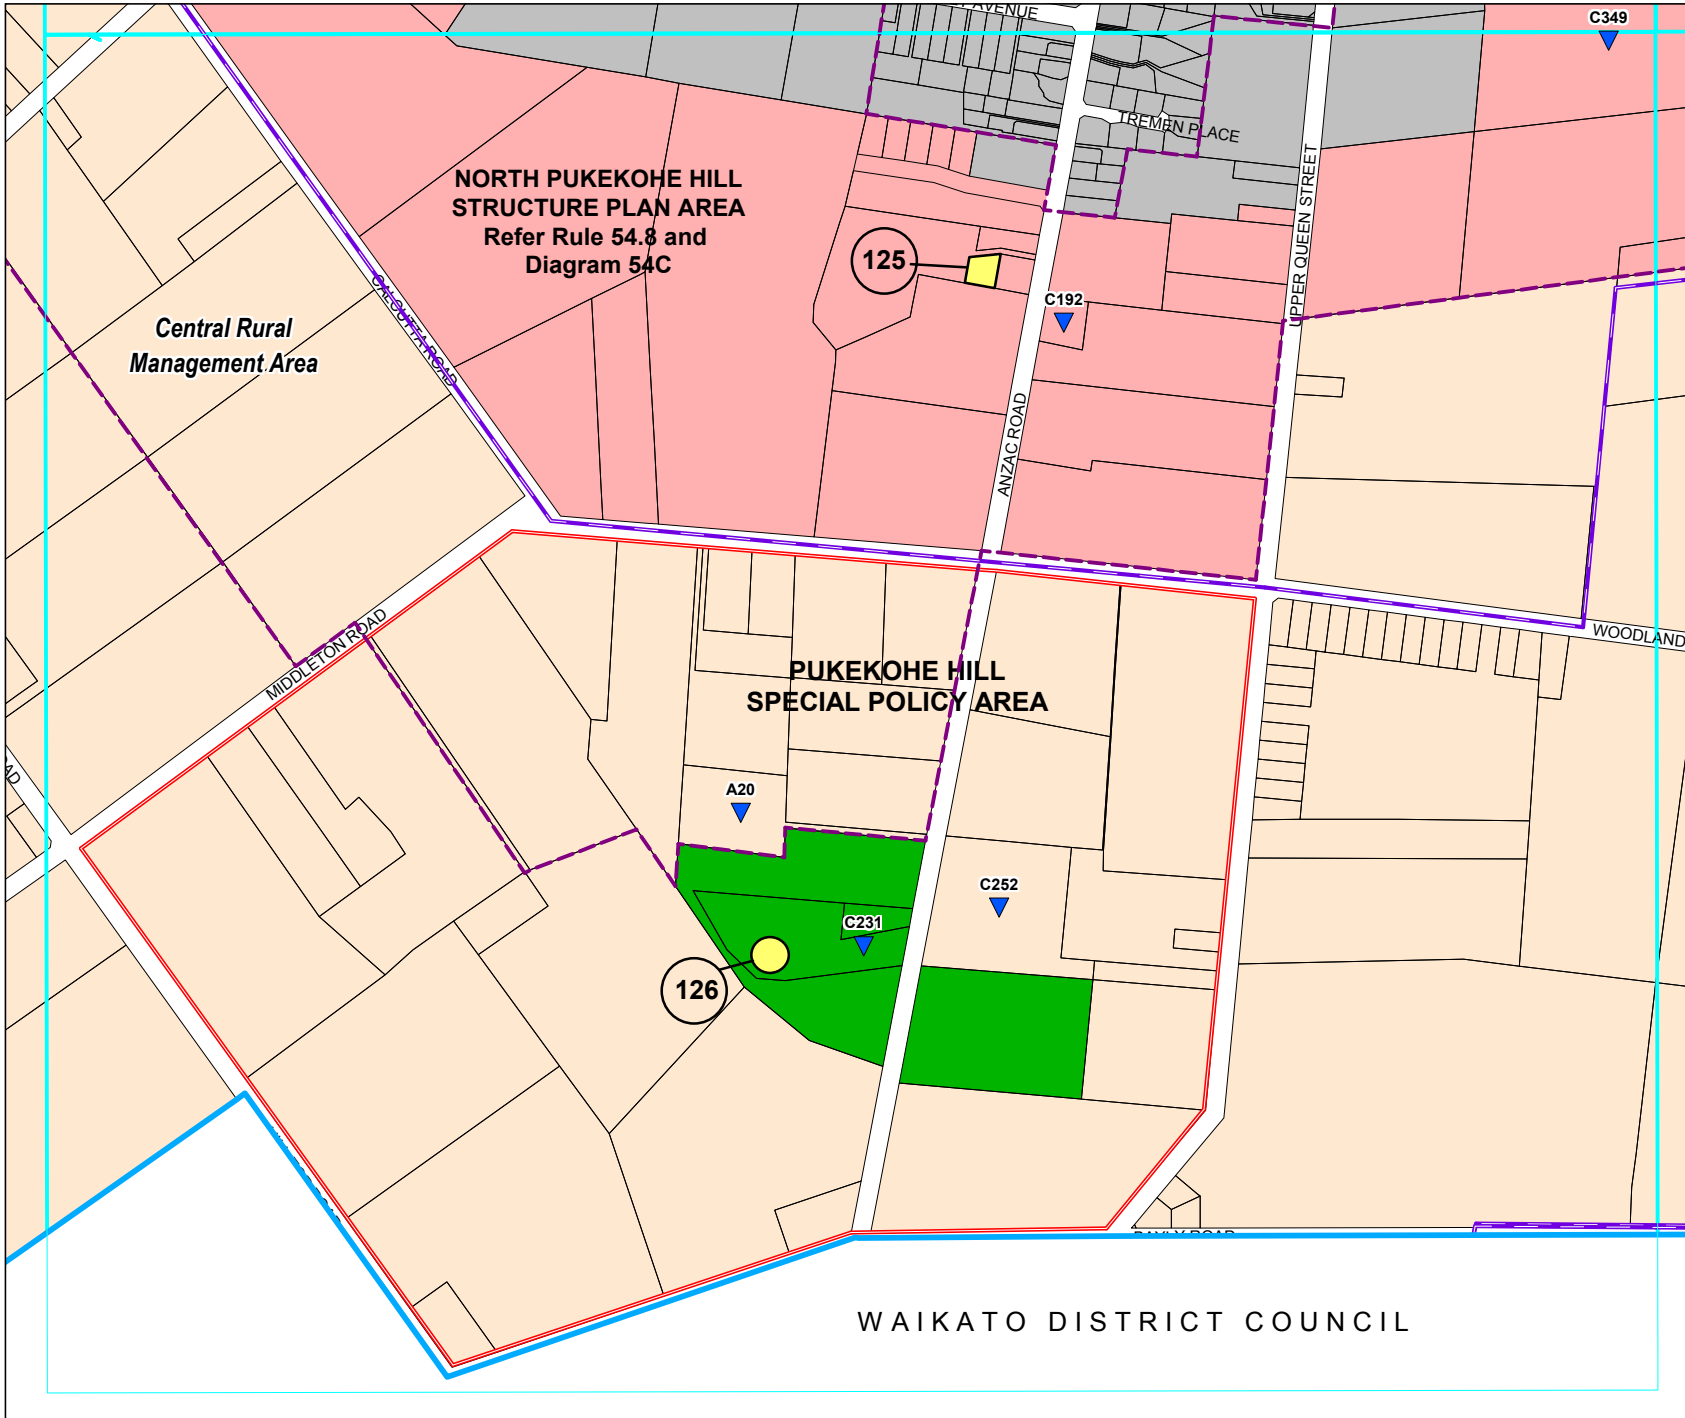 AVENUE
C349
TREMEN PLACE
NORTH PUKEKOHE HILL
STRUCTURE PLAN AREA
Refer Rule 54.8 and
Diagram 54C
UPPER QUEEN STREET
125
C192
CALCUTTA ROAD
Central Rural
Management Area
ANZAC ROAD
WOODLAND
MIDDLETON ROAD
PUKEKOHE HILL
SPECIAL POLICY AREA
A20
C252
C231
126
BAYLY ROAD
WAIKATO DISTRICT COUNCIL